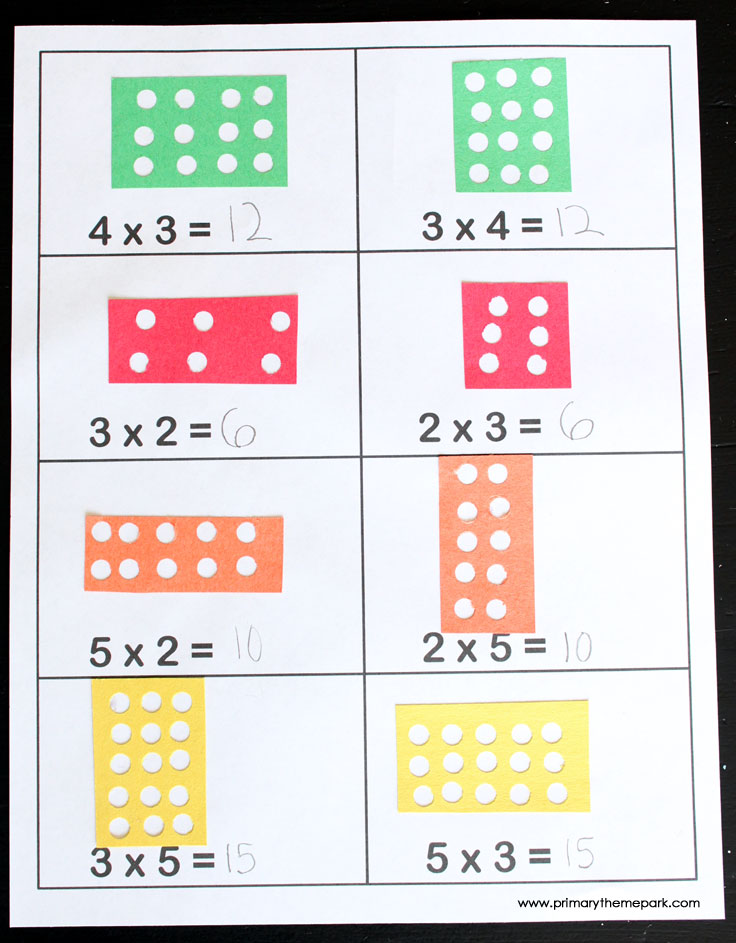 4 x 3 = 12
3 x 4 = 12
3 x 2 = 6
2 x 3 = 6
5 x 2 = 10
2 x 5 = 10
3 x 5 = 15
5 x 3 = 15
www.primarythemepark.com